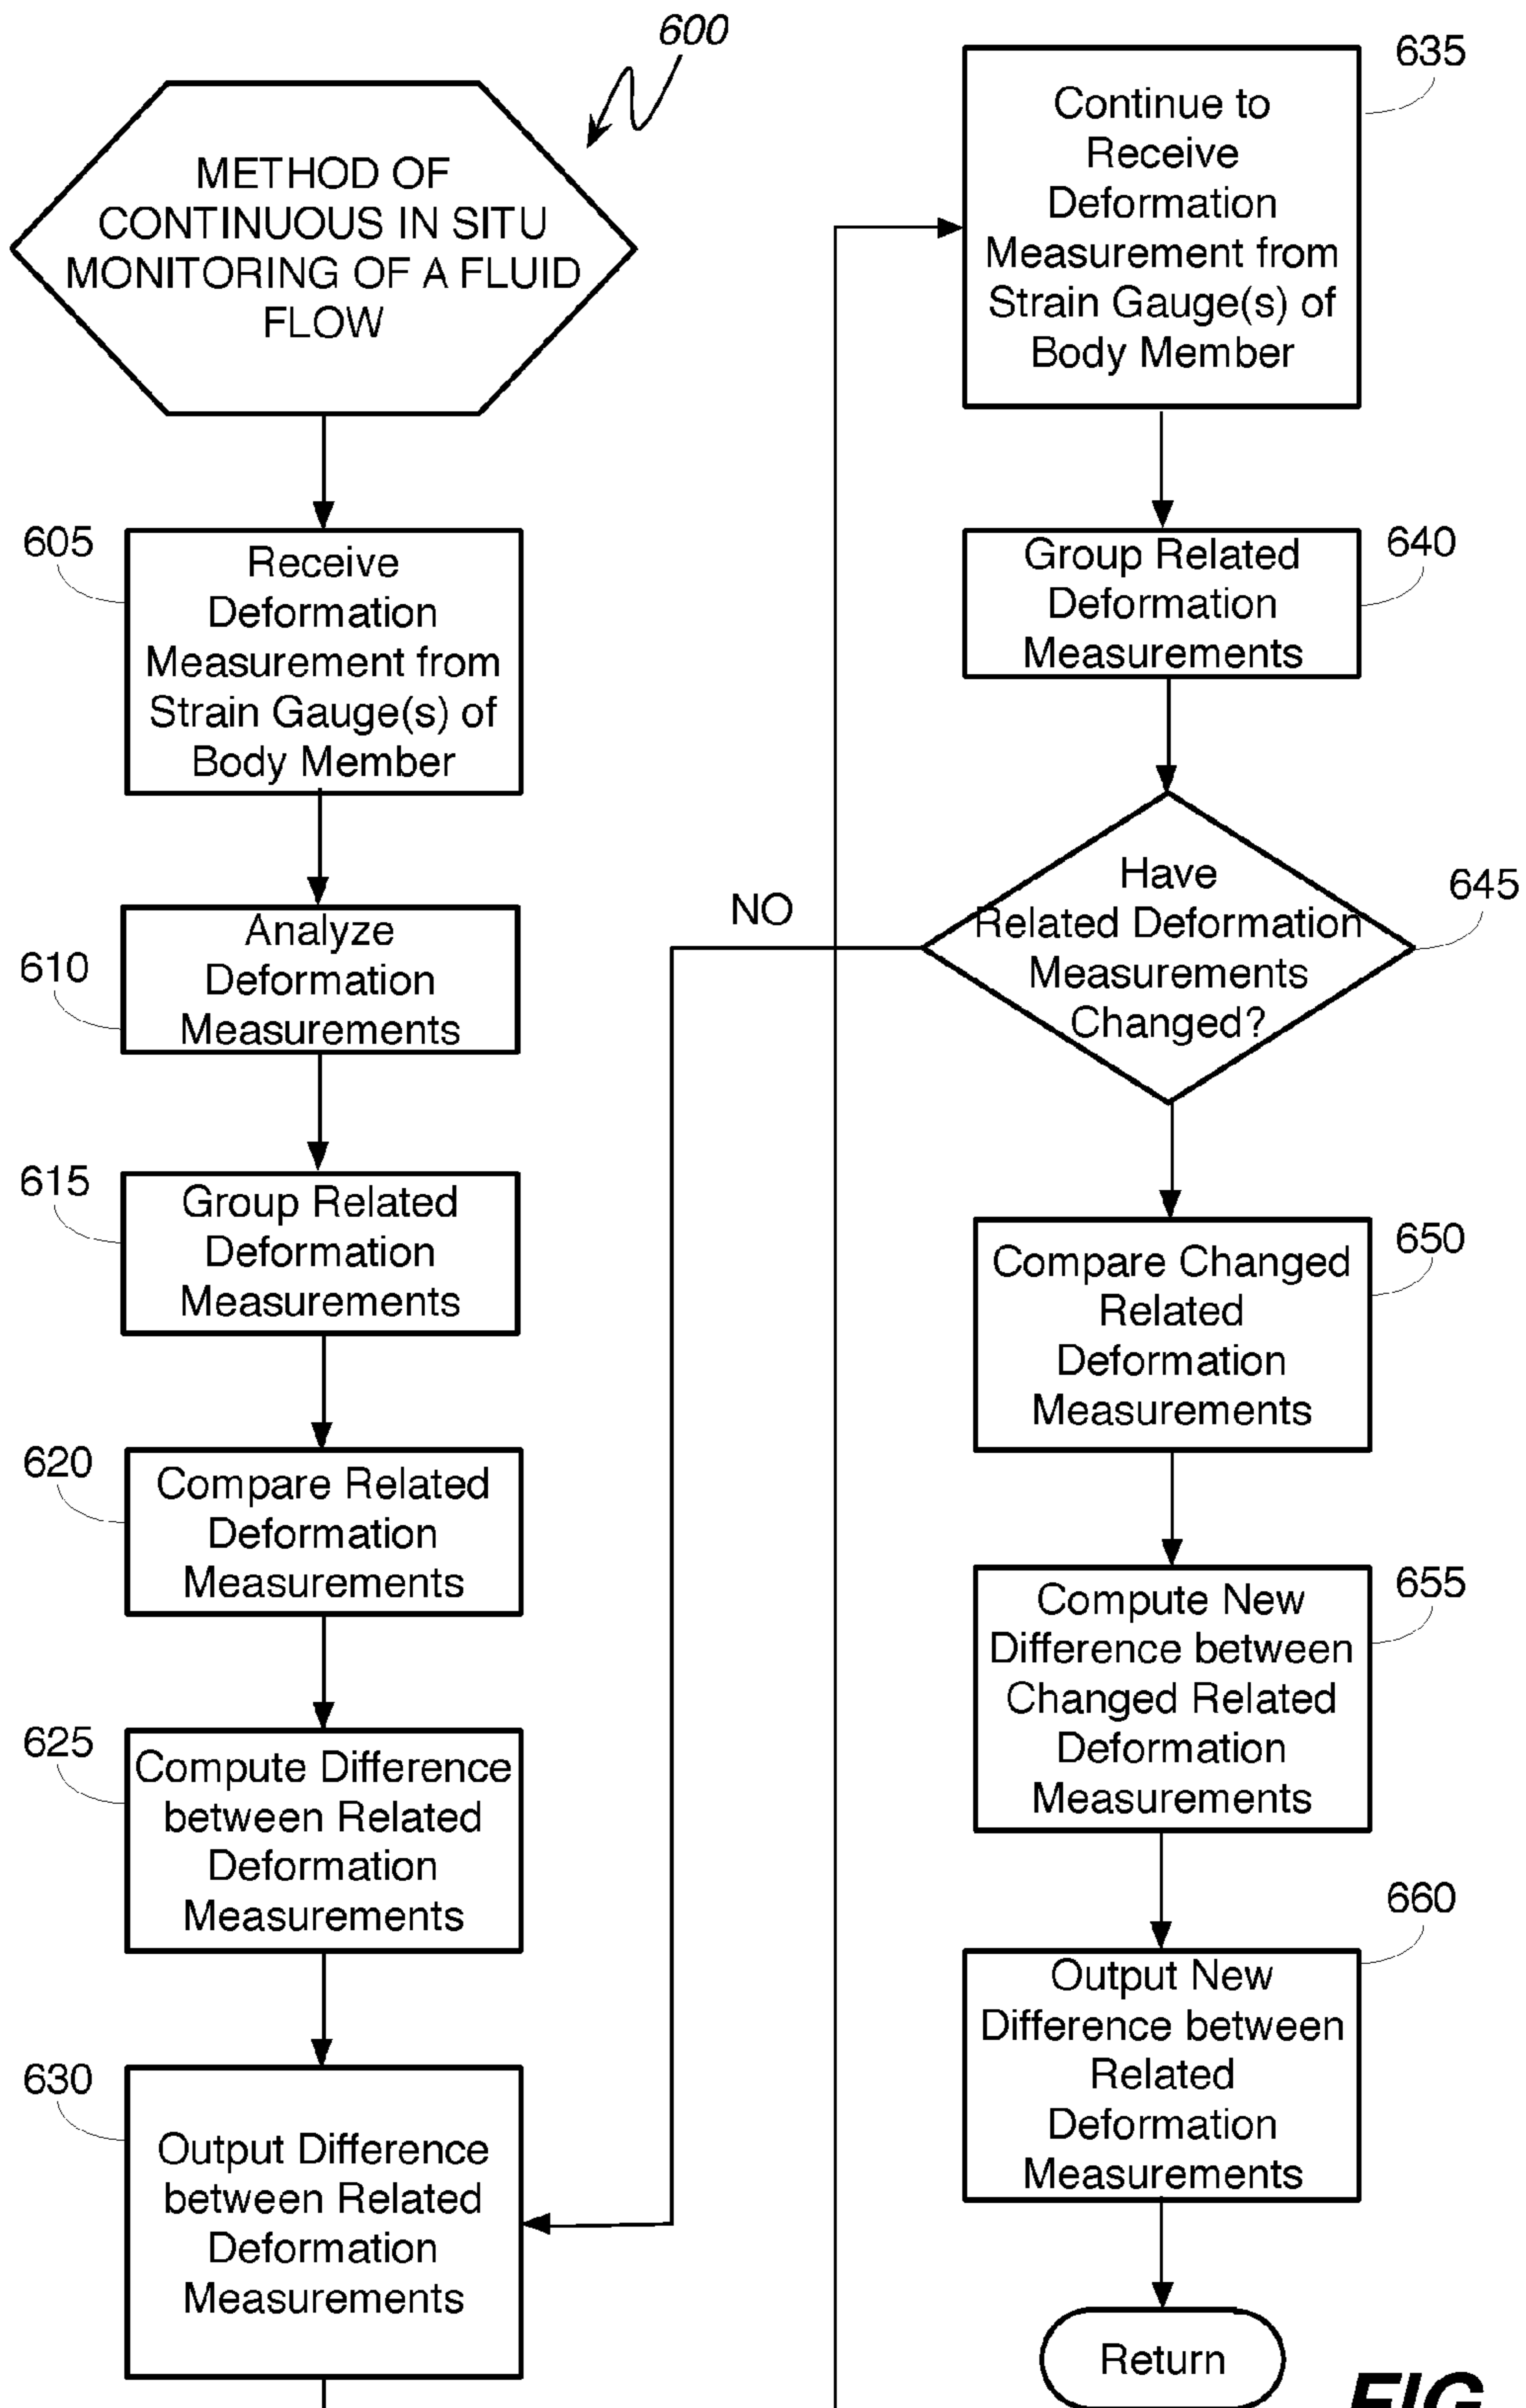 600
METHOD OF
CONTINUOUS IN SITU
MONITORING OF A FLUID
FLOW
605
Receive
Deformation
Measurement from
Strain Gauge(s) of
Body Member
610
Analyze
Deformation
Measurements
615
Group Related
Deformation
Measurements
620
Compare Related
Deformation
Measurements
625
Compute Difference
between Related
Deformation
Measurements
630
Output Difference
between Related
Deformation
Measurements
635
Continue to
Receive
Deformation
Measurement from
Strain Gauge(s) of
Body Member
640
Group Related
Deformation
Measurements
645
Have
Related Deformation
Measurements
Changed?
NO
650
Compare Changed
Related
Deformation
Measurements
655
Compute New
Difference between
Changed Related
Deformation
Measurements
660
Output New
Difference between
Related
Deformation
Measurements
Return
FIG